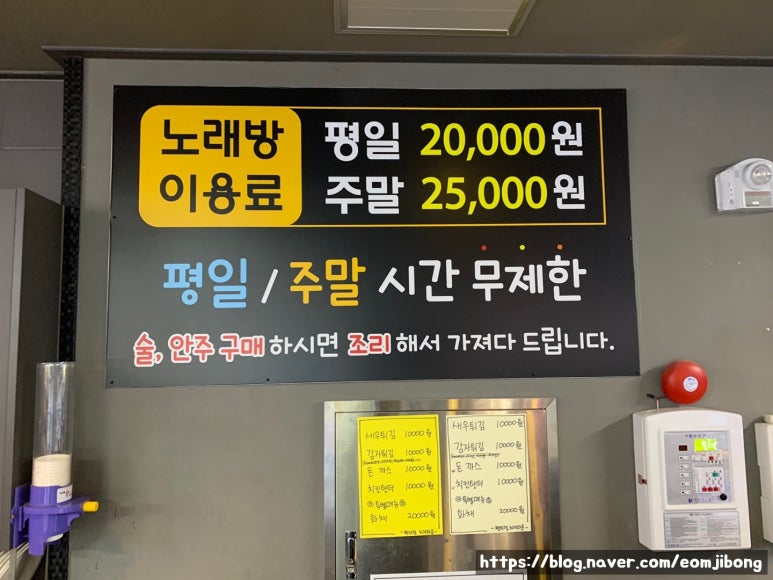 노래방 평일 20,000원
이용료 주말 25,000원
평일 / 주말 시간 무제한
술, 안주 구매 하시면 조리 해서 가져다 드립니다.
새우튀김 10000원
감자튀김 10000원
돈까스 10000원
치킨텐더 10000원
화채 20000원
새우튀김 10000원
감자튀김 10000원
돈까스 10000원
치킨텐더 10000원
화채 20000원
https://blog.naver.com/eomjibong